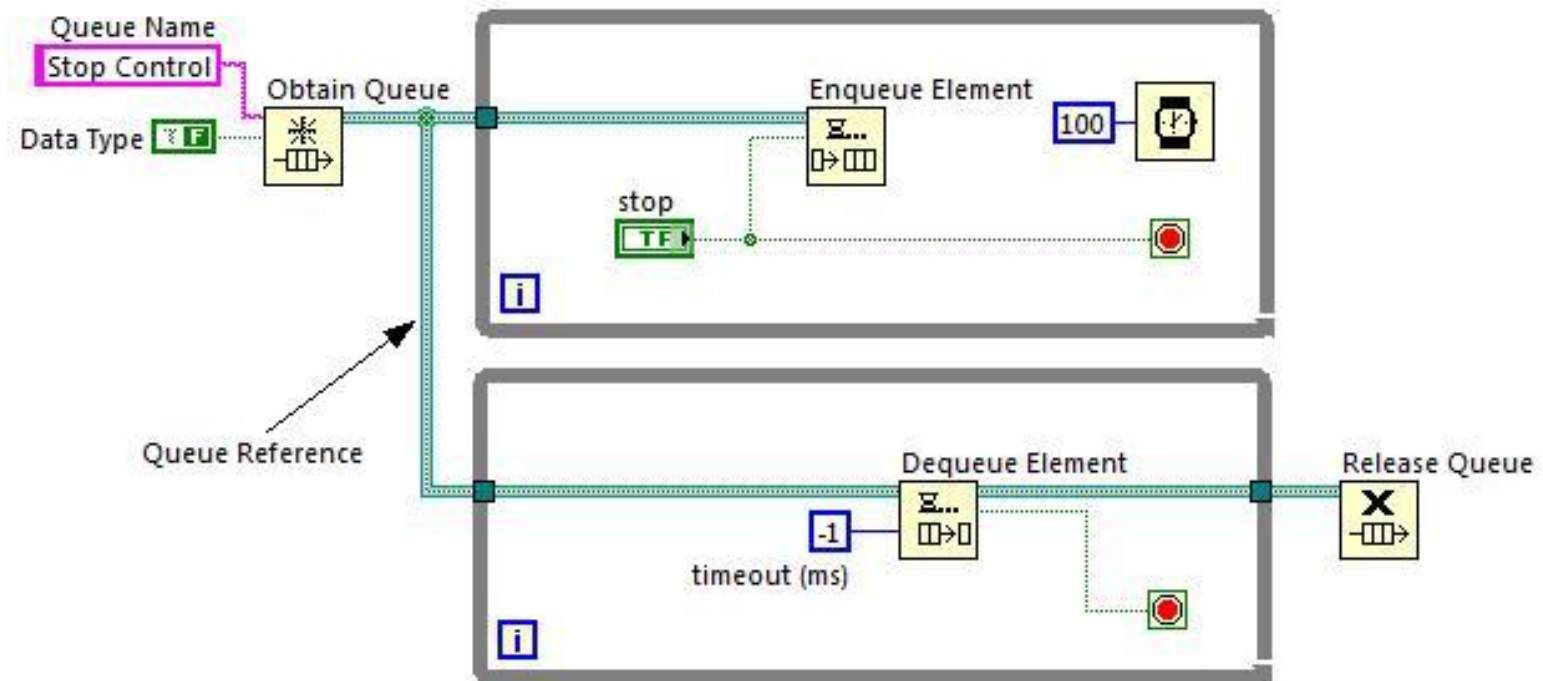 Queue Name
Stop Control
Obtain Queue
Data Type F
Enqueue Element
100
stop
TF
i
Queue Reference
Dequeue Element
Release Queue
-1
timeout (ms)
i